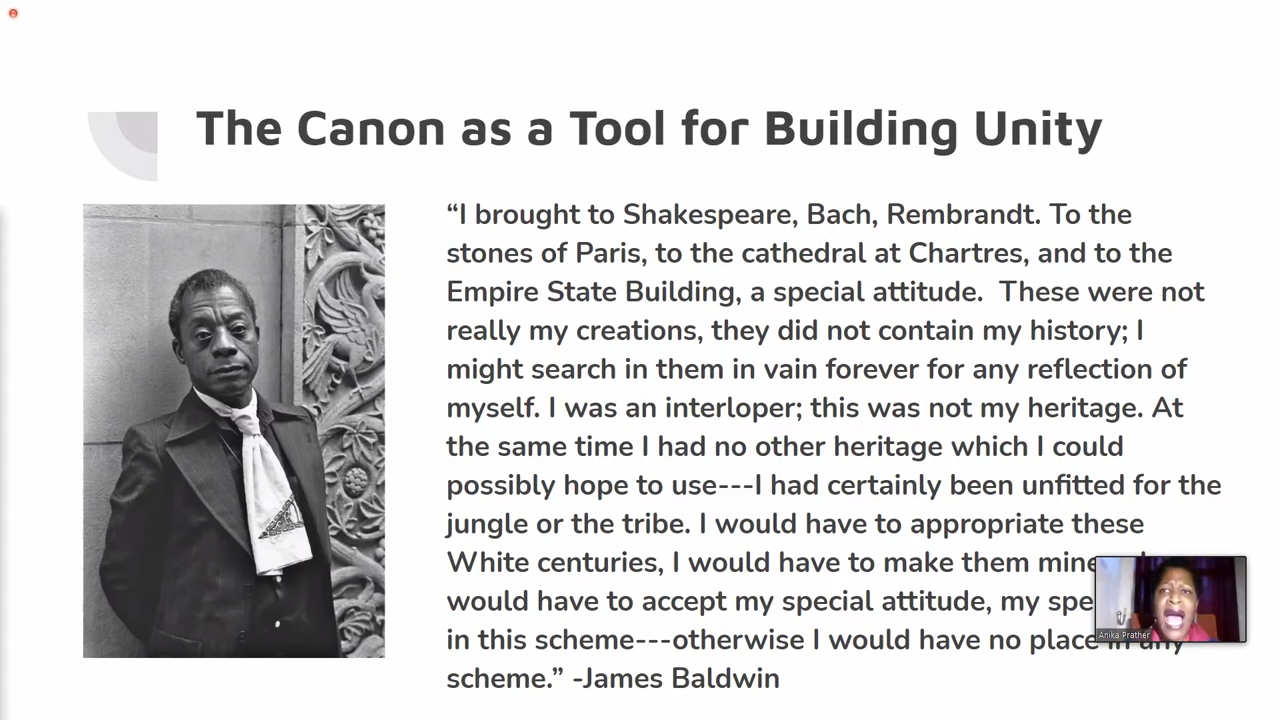 The Canon as a Tool for Building Unity
“I brought to Shakespeare, Bach, Rembrandt. To the
stones of Paris, to the cathedral at Chartres, and to the
Empire State Building, a special attitude.  These were not
really my creations, they did not contain my history; I
might search in them in vain forever for any reflection of
myself. I was an interloper; this was not my heritage. At
the same time I had no other heritage which I could
possibly hope to use---I had certainly been unfitted for the
jungle or the tribe. I would have to appropriate these
White centuries, I would have to make them
would have to accept my special attitude, my
in this scheme---otherwise I would have no place in any
scheme.” -James Baldwin
Anika Prather